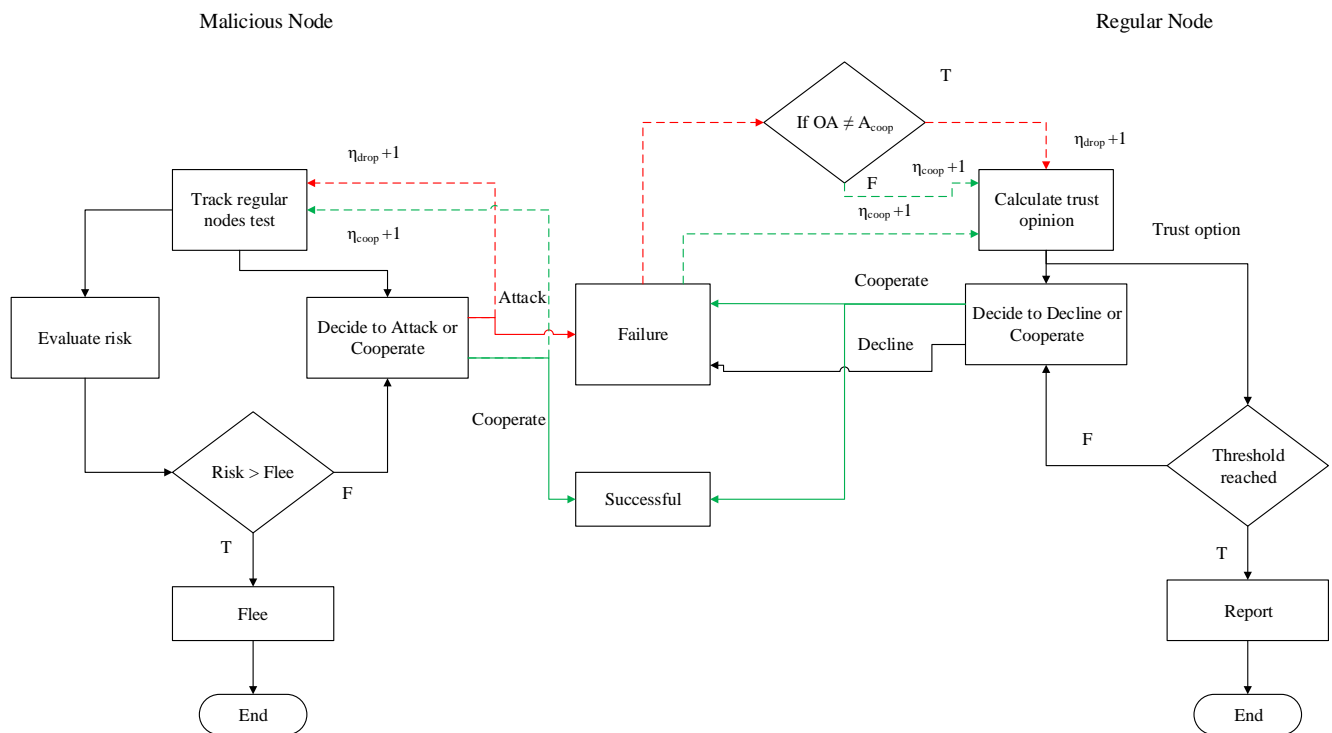 Malicious Node
Regular Node
If OA ≠ A_coop
T
F
η_drop +1
η_coop +1
η_coop +1
η_drop +1
η_coop +1
Track regular
nodes test
Calculate trust
opinion
Trust option
Evaluate risk
Decide to Attack or
Cooperate
Attack
Cooperate
Failure
Cooperate
Decline
Decide to Decline or
Cooperate
Risk > Flee
F
T
Successful
F
Threshold
reached
T
Flee
Report
End
End